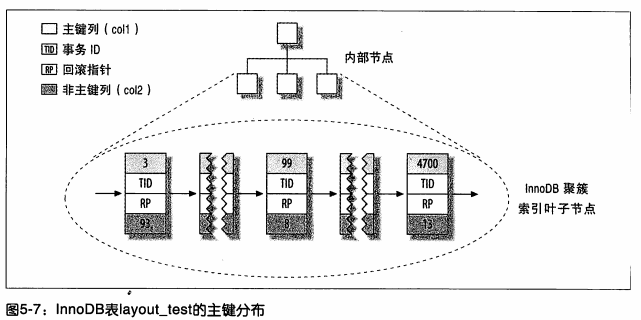 主键列（col1）
TID 事务 ID
RP 回滚指针
非主键列（col2）
内部节点
3
99
4700
TID
TID
TID
RP
RP
RP
93
8
13
InnoDB 聚簇
索引叶子节点
图5-7：InnoDB表layout_test的主键分布